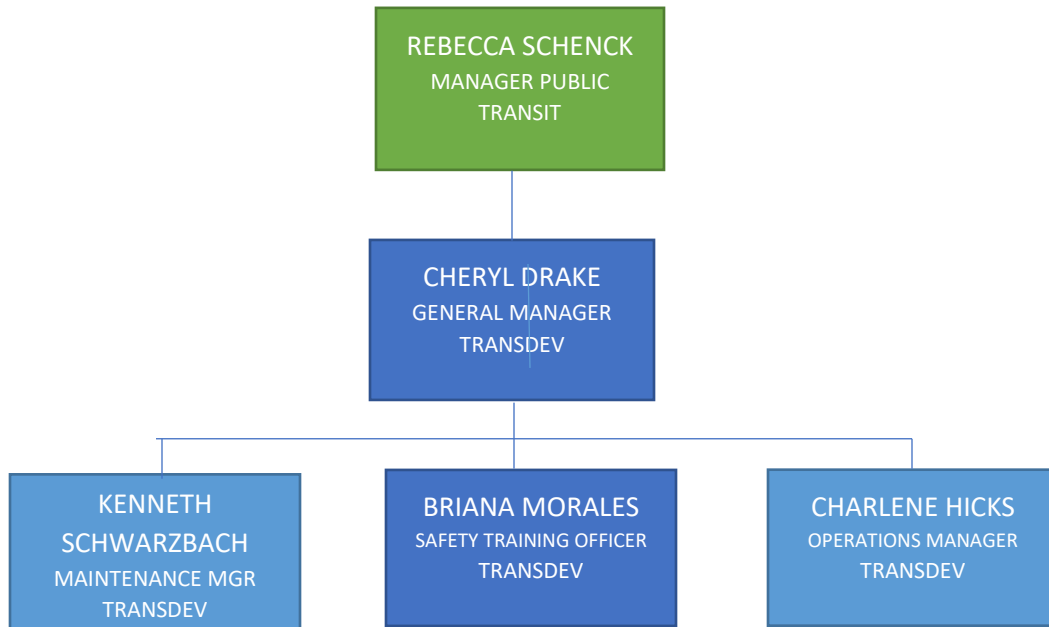 REBECCA SCHENCK
MANAGER PUBLIC
TRANSIT
CHERYL DRAKE
GENERAL MANAGER
TRANSDEV
KENNETH
SCHWARZBACH
MAINTENANCE MGR
TRANSDEV
BRIANA MORALES
SAFETY TRAINING OFFICER
TRANSDEV
CHARLENE HICKS
OPERATIONS MANAGER
TRANSDEV